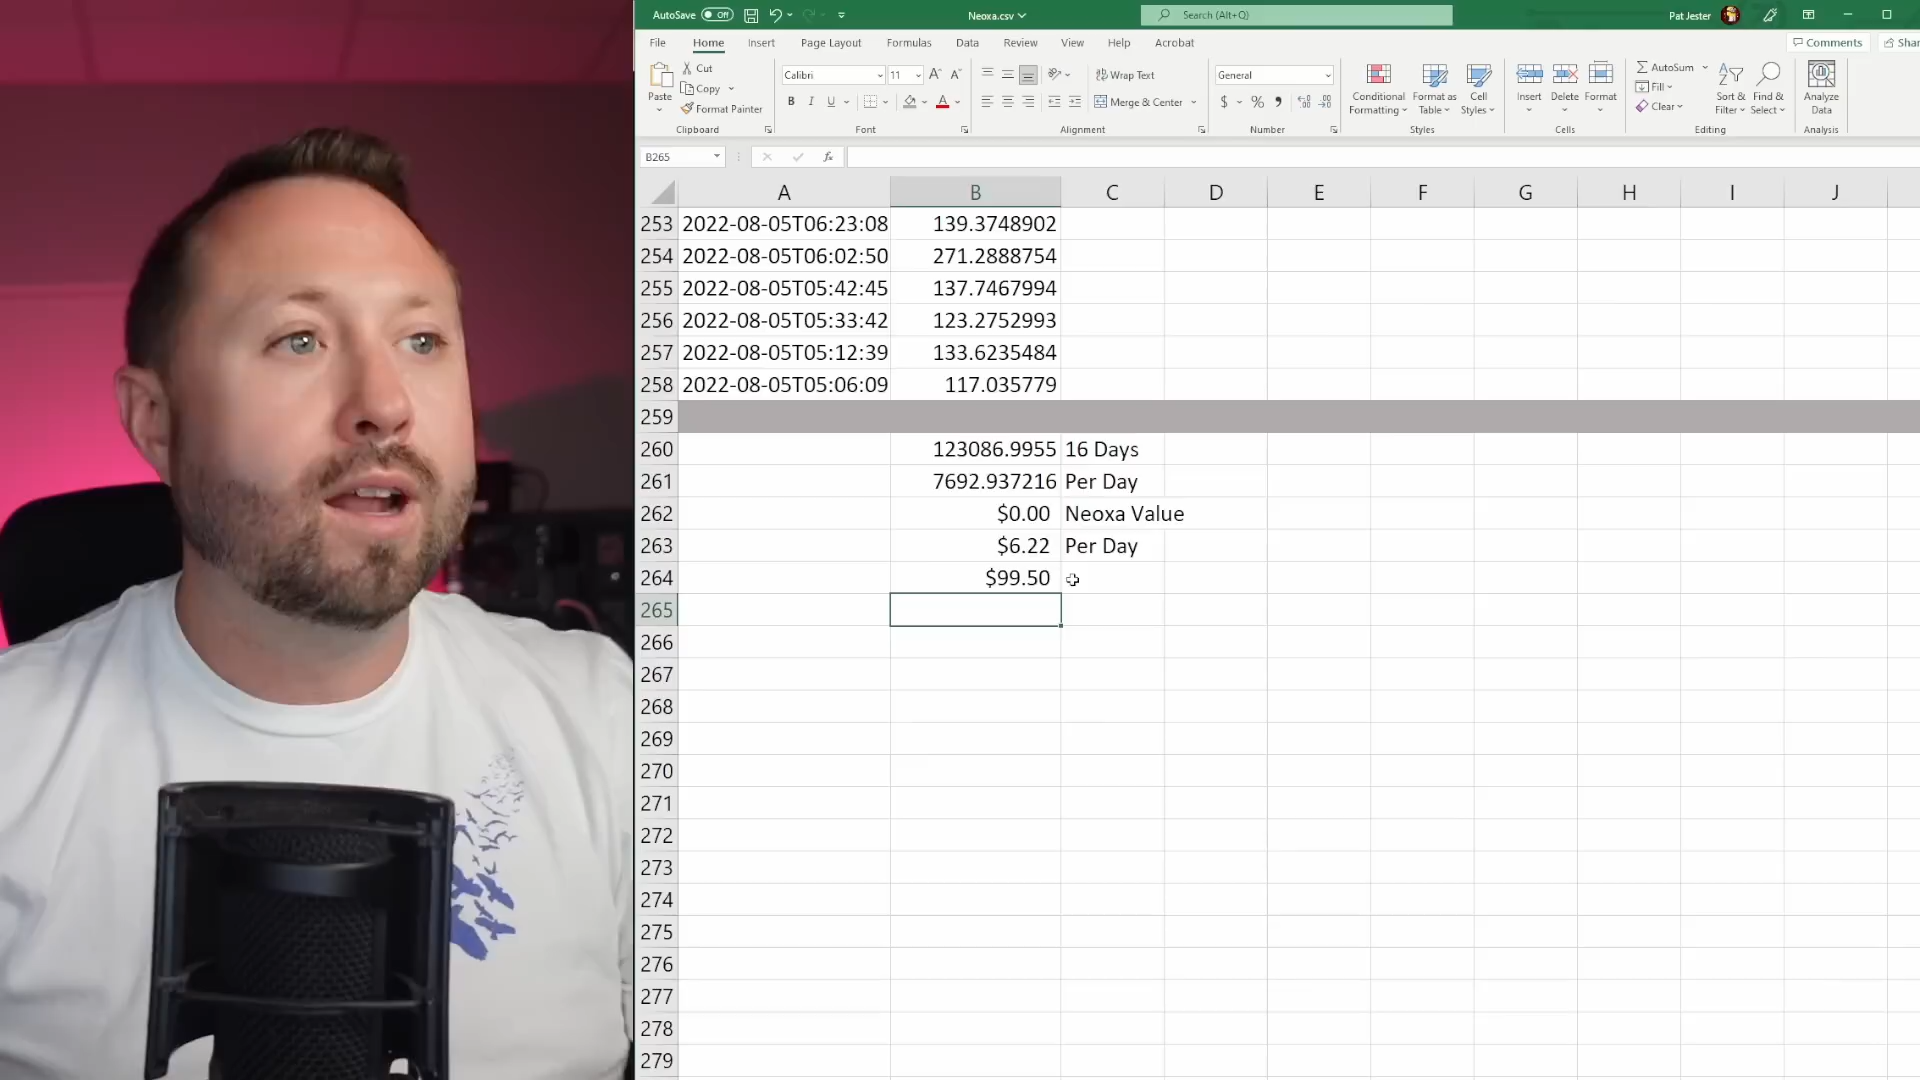 AutoSave Off Neoxa.csv Search (Alt+Q) Pat Jester
File Home Insert Page Layout Formulas Data Review View Help Acrobat Comments Shar
Paste Cut Calibri 11 Wrap Text General Conditional Format as Cell Insert Delete Format AutoSum Sort & Find & Analyze
Copy B I U Merge & Center $ % Formatting Table Styles Fill Filter Select Data
Format Painter Clear
Clipboard Font Alignment Number Styles Cells Editing Analysis
B265 fx
A B C D E F G H I J
253 2022-08-05T06:23:08 139.3748902
254 2022-08-05T06:02:50 271.2888754
255 2022-08-05T05:42:45 137.7467994
256 2022-08-05T05:33:42 123.2752993
257 2022-08-05T05:12:39 133.6235484
258 2022-08-05T05:06:09 117.035779
259
260 123086.9955 16 Days
261 7692.937216 Per Day
262 $0.00 Neoxa Value
263 $6.22 Per Day
264 $99.50
265
266
267
268
269
270
271
272
273
274
275
276
277
278
279